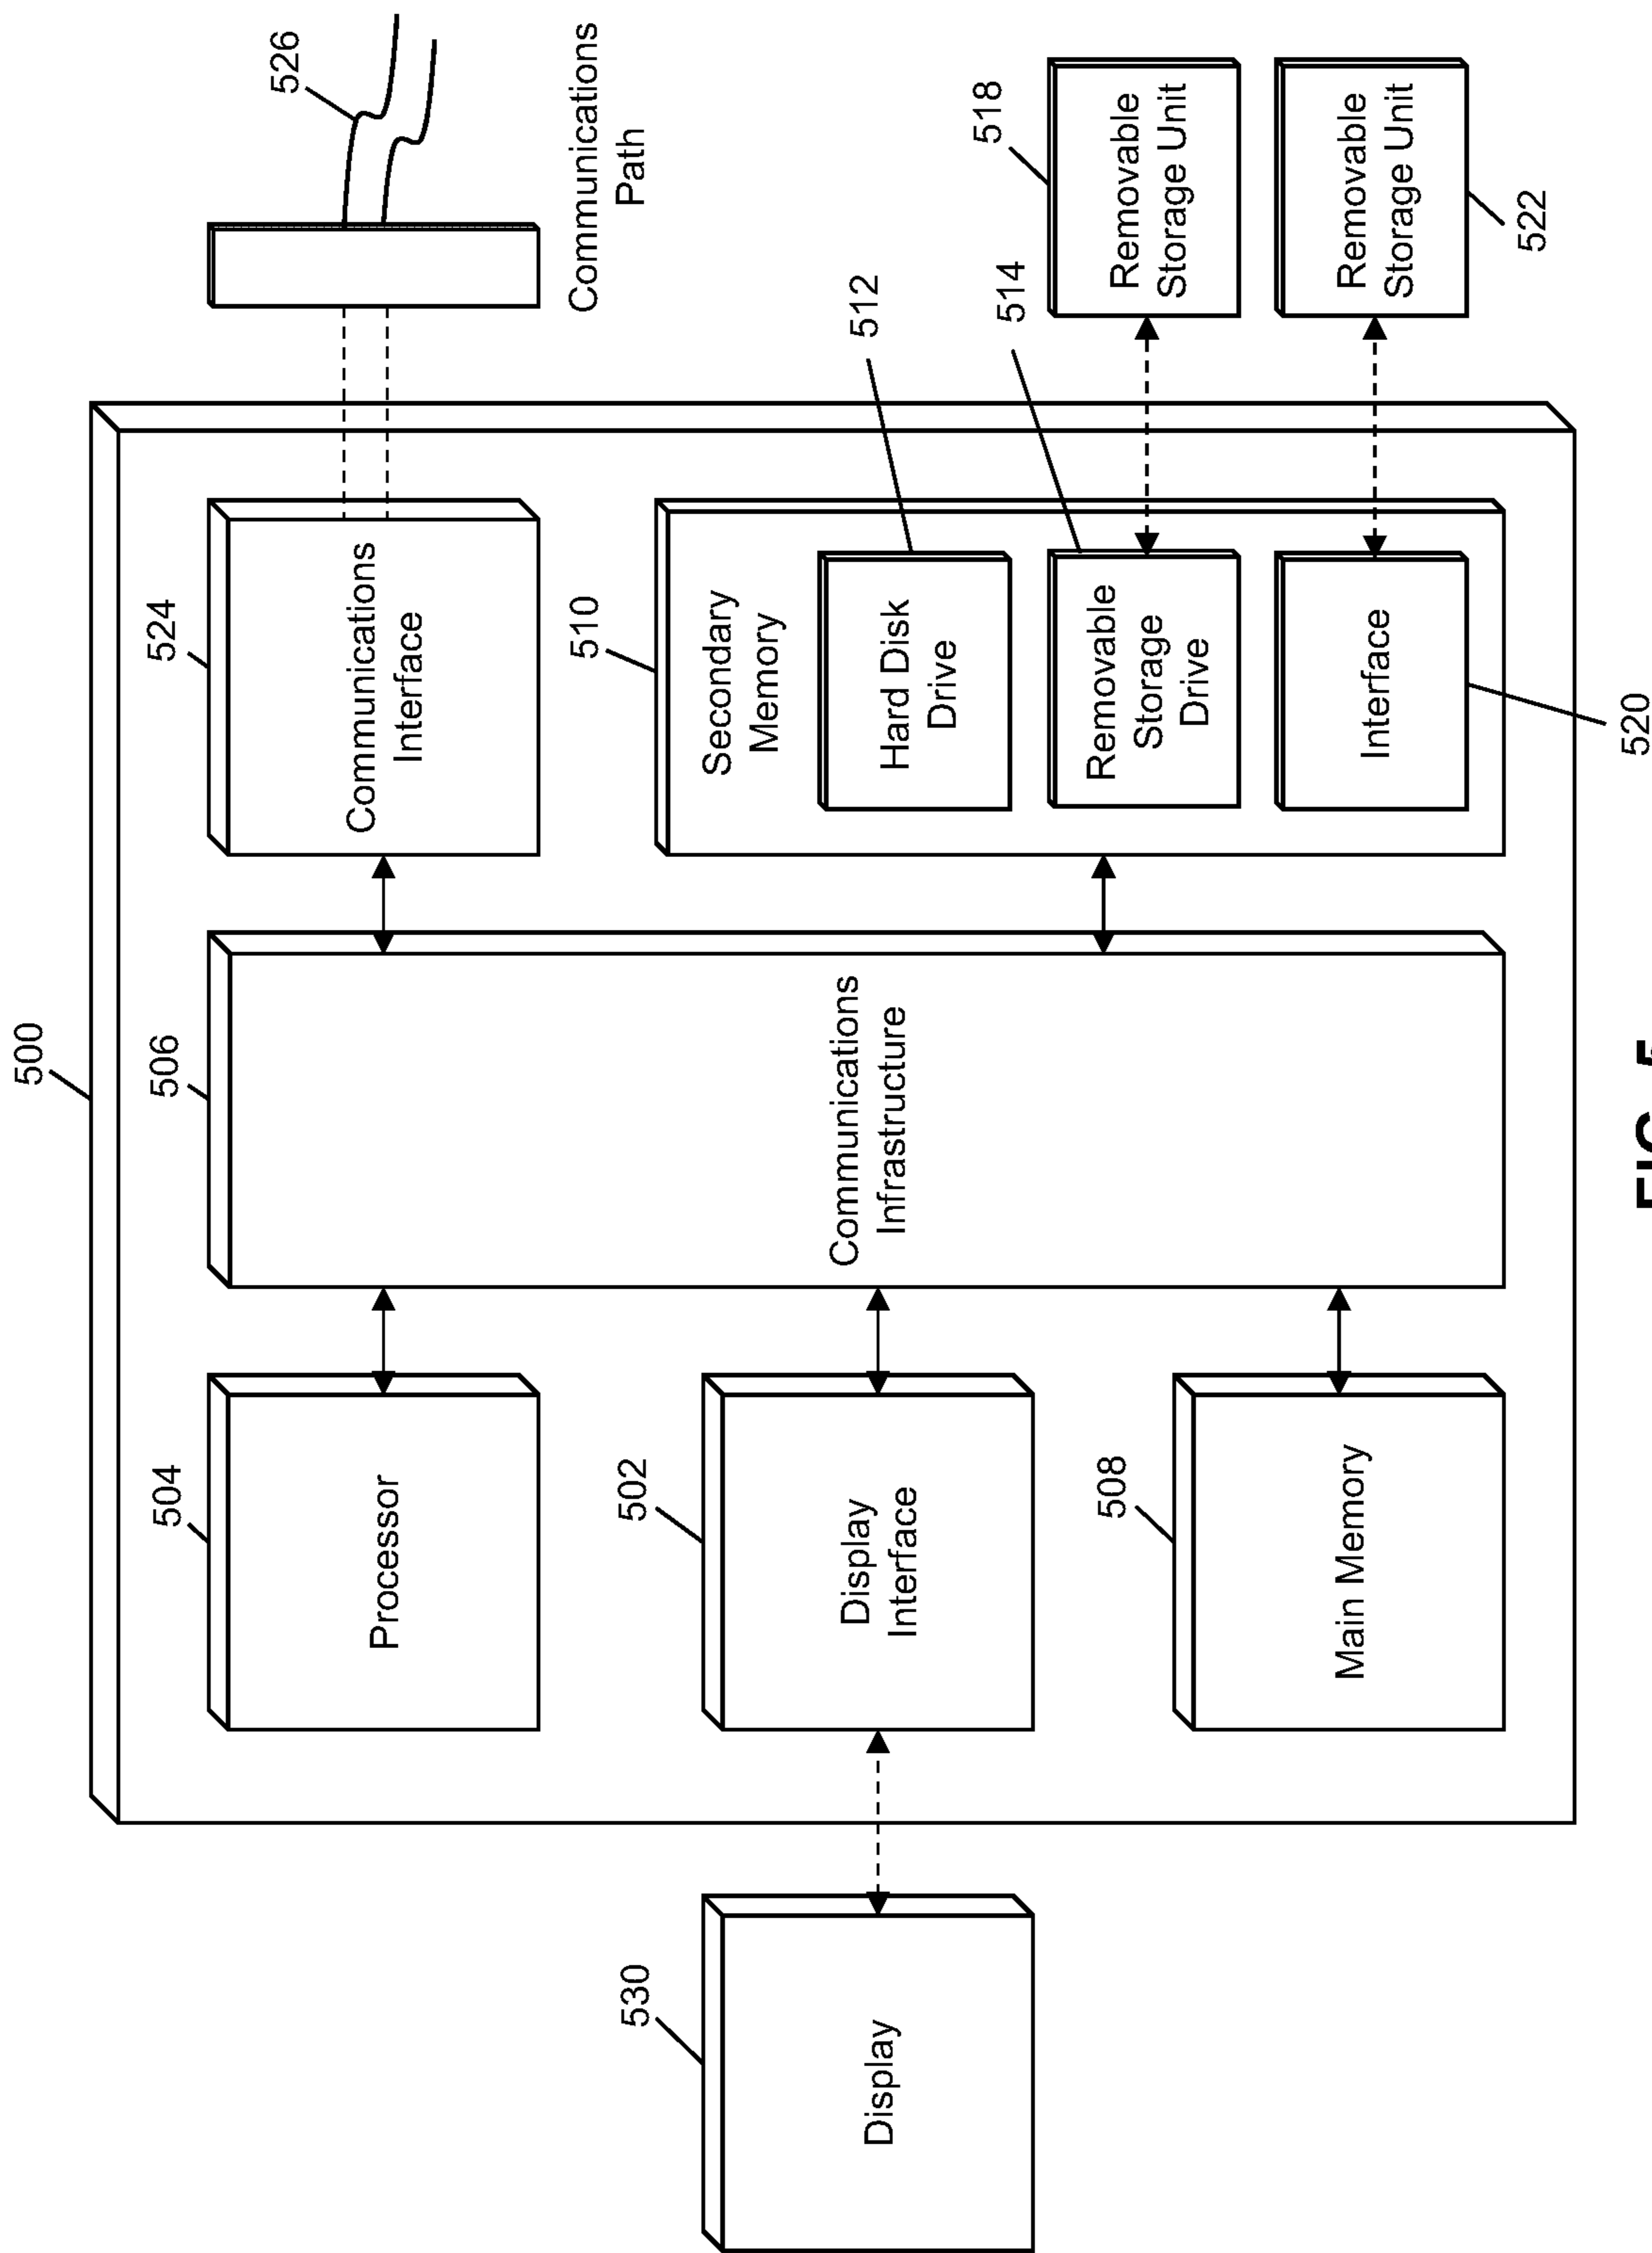 500
504
Processor
506
Communications
Infrastructure
524
Communications
Interface
526
Communications
Path
530
Display
502
Display
Interface
508
Main Memory
510
Secondary
Memory
512
Hard Disk
Drive
514
Removable
Storage
Drive
518
Removable
Storage Unit
520
Interface
522
Removable
Storage Unit
FIG. 5